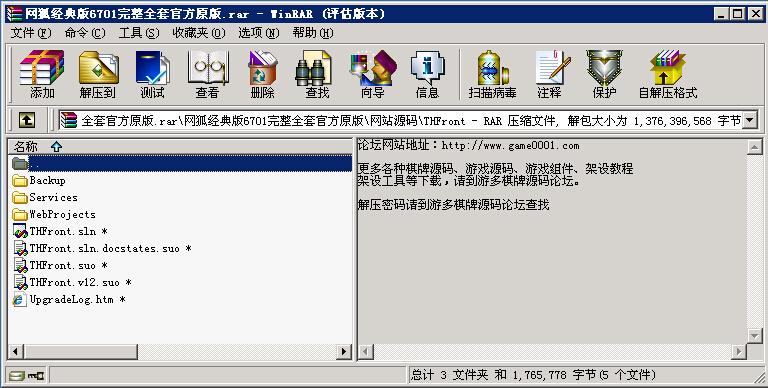 网狐经典版6701完整全套官方原版.rar - WinRAR (评估版本)
文件(F) 命令(C) 工具(S) 收藏夹(O) 选项(N) 帮助(H)
添加 解压到 测试 查看 删除 查找 向导 信息 扫描病毒 注释 保护 自解压格式
全套官方原版.rar\网狐经典版6701完整全套官方原版\网站源码\THFront - RAR 压缩文件, 解包大小为 1,376,396,568 字节
名称
..
Backup
Services
WebProjects
THFront.sln *
THFront.sln.docstates.suo *
THFront.suo *
THFront.v12.suo *
UpgradeLog.htm *
论坛网站地址：http://www.game0001.com
更多各种棋牌源码、游戏源码、游戏组件、架设教程
架设工具等下载，请到游多棋牌源码论坛。
解压密码请到游多棋牌源码论坛查找
总计 3 文件夹 和 1,765,778 字节(5 个文件)